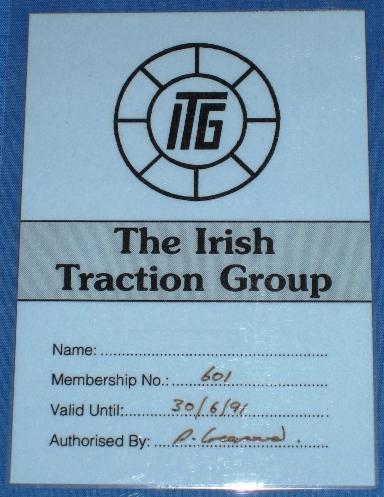 ITG
The Irish
Traction Group
Name:
Membership No.: 601
Valid Until: 30/6/91
Authorised By: P.